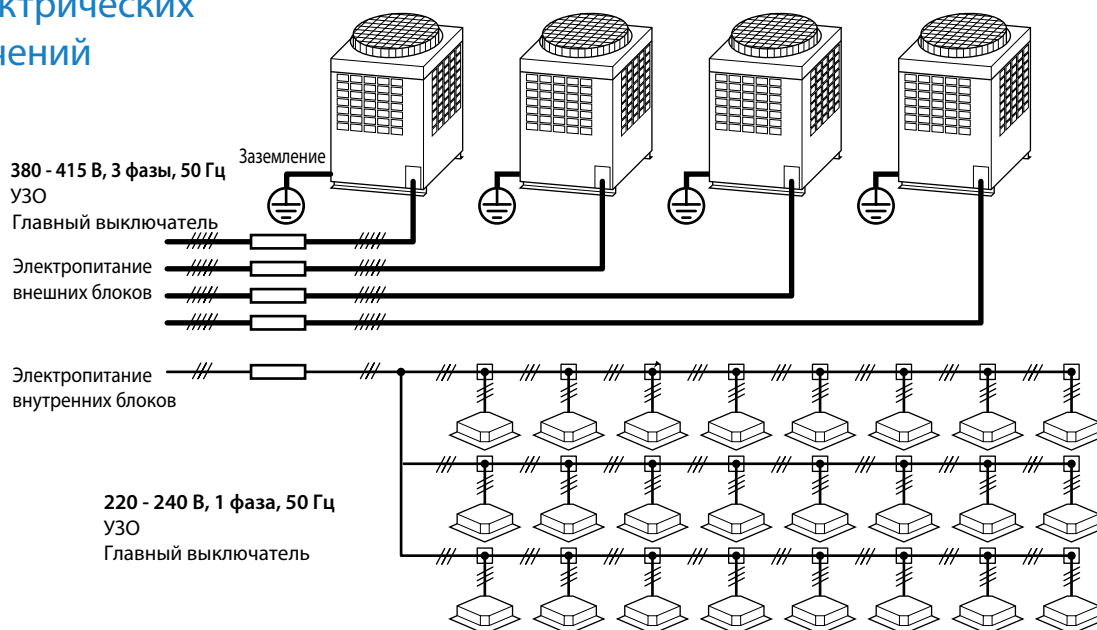 ктрических
чений
380 - 415 В, 3 фазы, 50 Гц
УЗО
Главный выключатель
Заземление
Электропитание
внешних блоков
Электропитание
внутренних блоков
220 - 240 В, 1 фаза, 50 Гц
УЗО
Главный выключатель